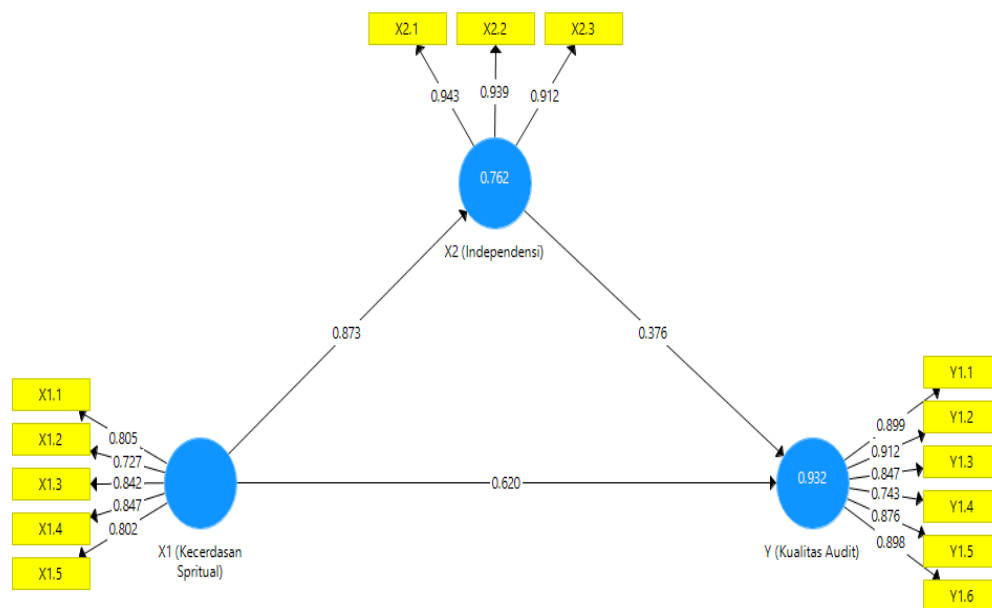 X2.1 X2.2 X2.3
0.943 0.939 0.912
0.762
X2 (Independensi)
0.873 0.376
X1.1
X1.2
X1.3
X1.4
X1.5
0.805
0.727
0.842
0.847
0.802
X1 (Kecerdasan
Spritual)
0.620
0.932
Y (Kualitas Audit)
0.899
0.912
0.847
0.743
0.876
0.898
Y1.1
Y1.2
Y1.3
Y1.4
Y1.5
Y1.6